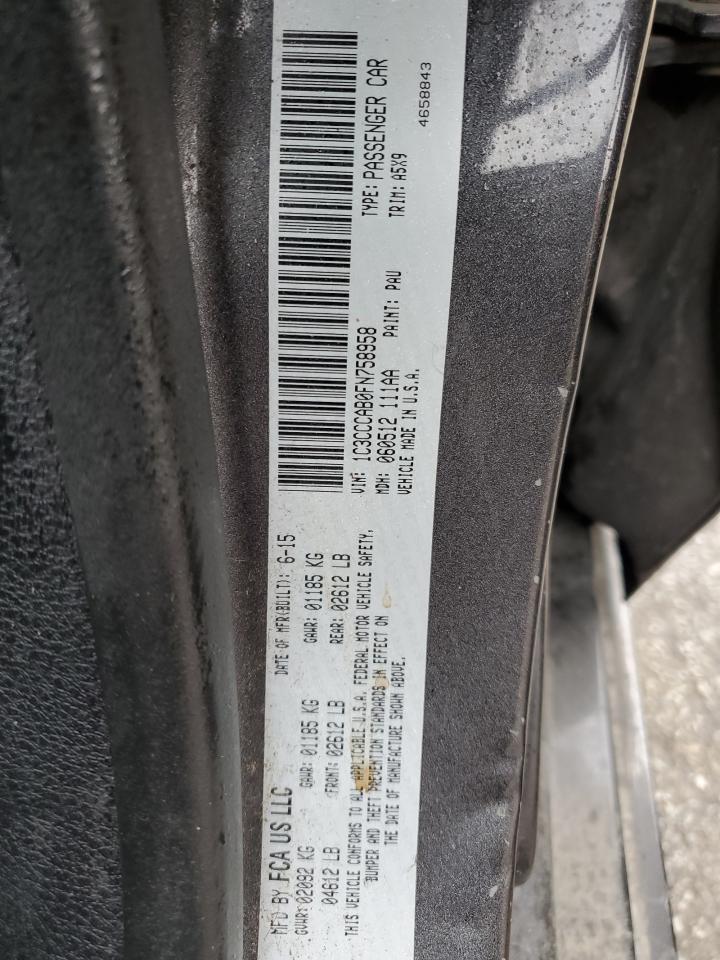 MFD BY FCA US LLC
DATE OF MFR(BUILT): 6-15
GVWR: 02092 KG
GAWR: 01185 KG
GAWR: 01185 KG
04612 LB
FRONT: 02612 LB
REAR: 02612 LB
THIS VEHICLE CONFORMS TO ALL APPLICABLE U.S.A. FEDERAL MOTOR VEHICLE SAFETY,
BUMPER AND THEFT PREVENTION STANDARDS IN EFFECT ON
THE DATE OF MANUFACTURE SHOWN ABOVE.
VIN: 1C3CCCAB0FN758958
TYPE: PASSENGER CAR
MDH: 060512 111AA
PAINT: PAU
TRIM: A5X9
VEHICLE MADE IN U.S.A.
4658843